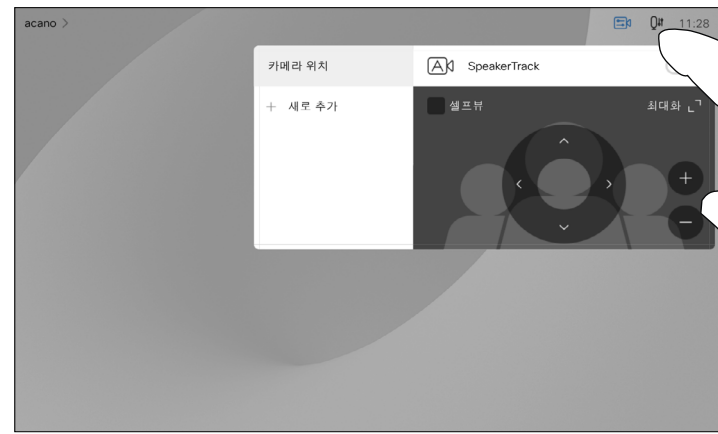 acano >
11:28
카메라 위치
SpeakerTrack
+ 새로 추가
셀프뷰
최대화